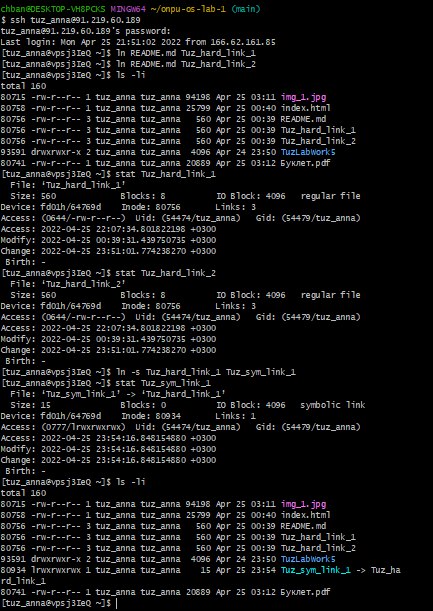 chban@DESKTOP-VH8PCKS MINGW64 ~/onpu-os-lab-1 (main)
$ ssh tuz_anna@91.219.60.189
tuz_anna@91.219.60.189's password:
Last login: Mon Apr 25 21:51:02 2022 from 166.62.161.85
[tuz_anna@vpsj3IeQ ~]$ ln README.md Tuz_hard_link_1
[tuz_anna@vpsj3IeQ ~]$ ln README.md Tuz_hard_link_2
[tuz_anna@vpsj3IeQ ~]$ ls -li
total 160
80715 -rw-r--r-- 1 tuz_anna tuz_anna 94198 Apr 25 03:11 img_1.jpg
80758 -rw-r--r-- 1 tuz_anna tuz_anna 25799 Apr 25 00:40 index.html
80756 -rw-r--r-- 3 tuz_anna tuz_anna   560 Apr 25 00:39 README.md
80756 -rw-r--r-- 3 tuz_anna tuz_anna   560 Apr 25 00:39 Tuz_hard_link_1
80756 -rw-r--r-- 3 tuz_anna tuz_anna   560 Apr 25 00:39 Tuz_hard_link_2
93591 drwxrwxr-x 2 tuz_anna tuz_anna  4096 Apr 24 23:50 TuzLabWork5
80741 -rw-r--r-- 1 tuz_anna tuz_anna 20889 Apr 25 03:12 Буклет.pdf
[tuz_anna@vpsj3IeQ ~]$ stat Tuz_hard_link_1
  File: ‘Tuz_hard_link_1’
  Size: 560             Blocks: 8          IO Block: 4096   regular file
Device: fd01h/64769d    Inode: 80756       Links: 3
Access: (0644/-rw-r--r--)  Uid: (54474/tuz_anna)   Gid: (54479/tuz_anna)
Access: 2022-04-25 22:07:34.801822198 +0300
Modify: 2022-04-25 00:39:31.439750735 +0300
Change: 2022-04-25 23:51:01.774238270 +0300
 Birth: -
[tuz_anna@vpsj3IeQ ~]$ stat Tuz_hard_link_2
  File: ‘Tuz_hard_link_2’
  Size: 560             Blocks: 8          IO Block: 4096   regular file
Device: fd01h/64769d    Inode: 80756       Links: 3
Access: (0644/-rw-r--r--)  Uid: (54474/tuz_anna)   Gid: (54479/tuz_anna)
Access: 2022-04-25 22:07:34.801822198 +0300
Modify: 2022-04-25 00:39:31.439750735 +0300
Change: 2022-04-25 23:51:01.774238270 +0300
 Birth: -
[tuz_anna@vpsj3IeQ ~]$ ln -s Tuz_hard_link_1 Tuz_sym_link_1
[tuz_anna@vpsj3IeQ ~]$ stat Tuz_sym_link_1
  File: ‘Tuz_sym_link_1’ -> ‘Tuz_hard_link_1’
  Size: 15              Blocks: 0          IO Block: 4096   symbolic link
Device: fd01h/64769d    Inode: 80934       Links: 1
Access: (0777/lrwxrwxrwx)  Uid: (54474/tuz_anna)   Gid: (54479/tuz_anna)
Access: 2022-04-25 23:54:16.848154880 +0300
Modify: 2022-04-25 23:54:16.848154880 +0300
Change: 2022-04-25 23:54:16.848154880 +0300
 Birth: -
[tuz_anna@vpsj3IeQ ~]$ ls -li
total 160
80715 -rw-r--r-- 1 tuz_anna tuz_anna 94198 Apr 25 03:11 img_1.jpg
80758 -rw-r--r-- 1 tuz_anna tuz_anna 25799 Apr 25 00:40 index.html
80756 -rw-r--r-- 3 tuz_anna tuz_anna   560 Apr 25 00:39 README.md
80756 -rw-r--r-- 3 tuz_anna tuz_anna   560 Apr 25 00:39 Tuz_hard_link_1
80756 -rw-r--r-- 3 tuz_anna tuz_anna   560 Apr 25 00:39 Tuz_hard_link_2
93591 drwxrwxr-x 2 tuz_anna tuz_anna  4096 Apr 24 23:50 TuzLabWork5
80934 lrwxrwxrwx 1 tuz_anna tuz_anna    15 Apr 25 23:54 Tuz_sym_link_1 -> Tuz_ha
rd_link_1
80741 -rw-r--r-- 1 tuz_anna tuz_anna 20889 Apr 25 03:12 Буклет.pdf
[tuz_anna@vpsj3IeQ ~]$